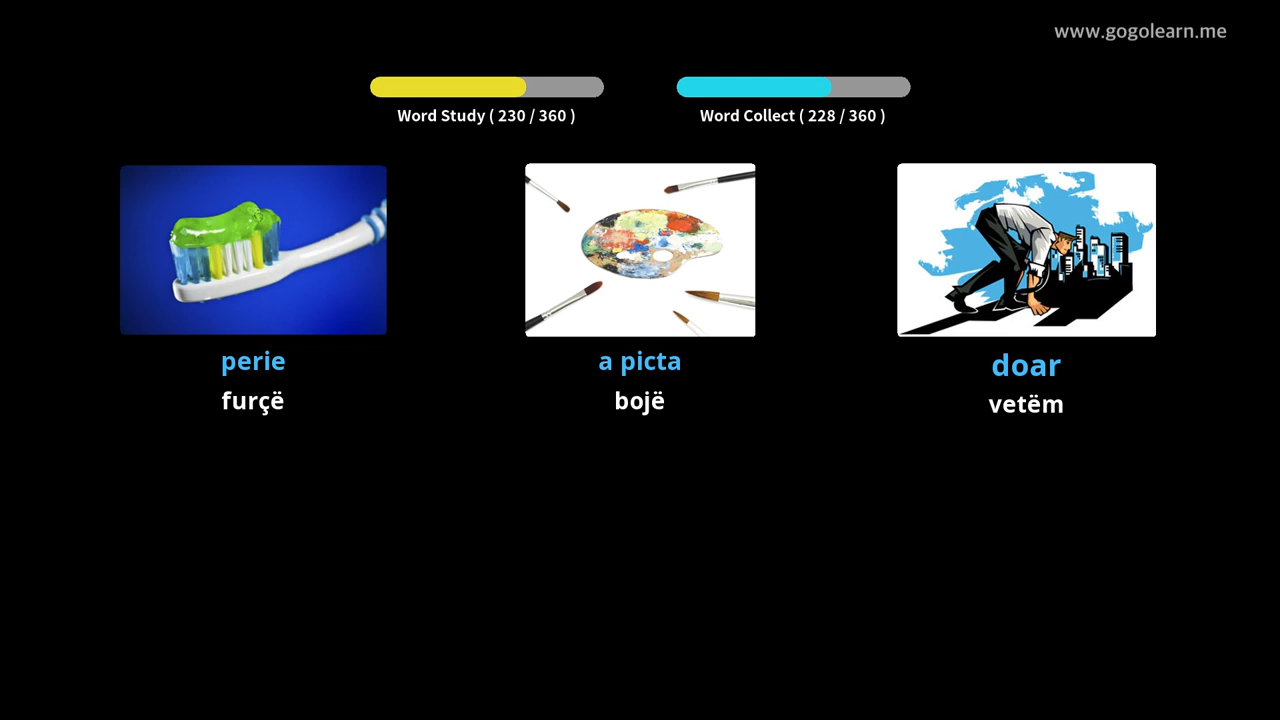 www.gogolearn.me
Word Study ( 230 / 360 )
Word Collect ( 228 / 360 )
perie
furçë
a picta
bojë
doar
vetëm